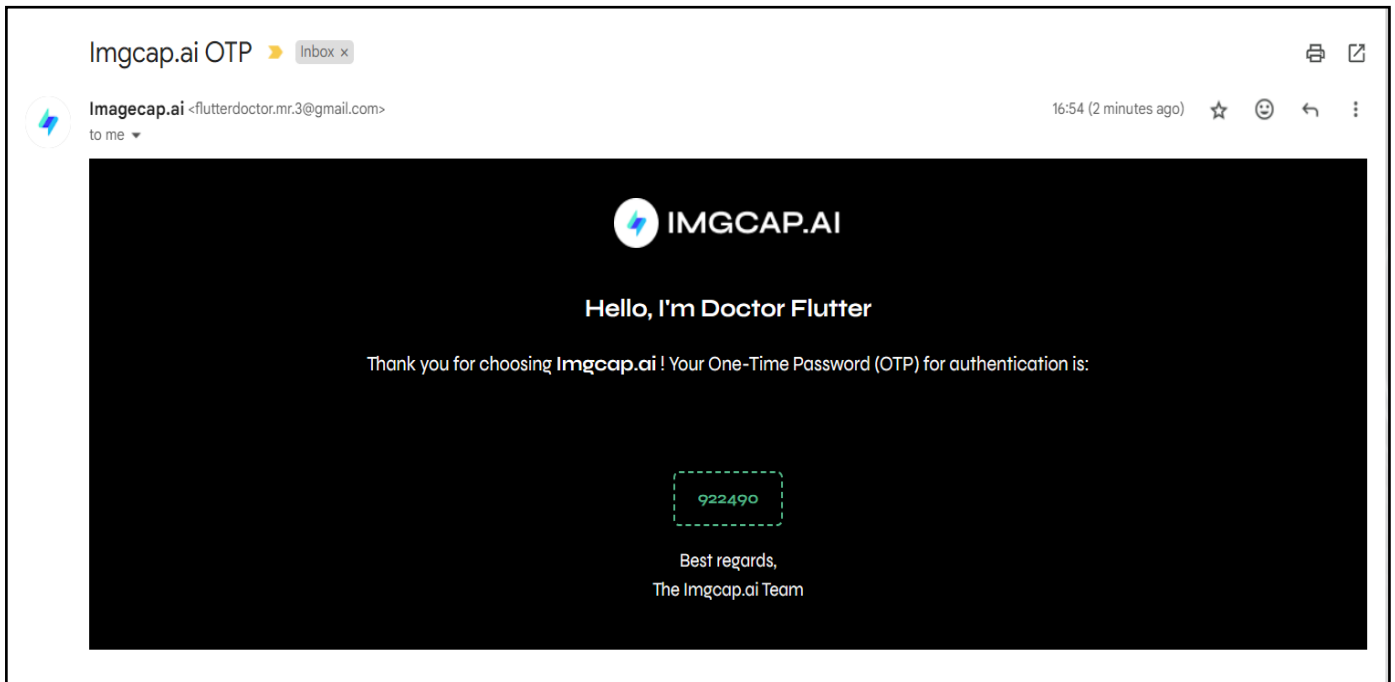 Imgcap.ai OTP Inbox ×
Imagecap.ai <flutterdoctor.mr.3@gmail.com> 16:54 (2 minutes ago)
to me
IMGCAP.AI
Hello, I'm Doctor Flutter
Thank you for choosing Imgcap.ai ! Your One-Time Password (OTP) for authentication is:
922490
Best regards,
The Imgcap.ai Team